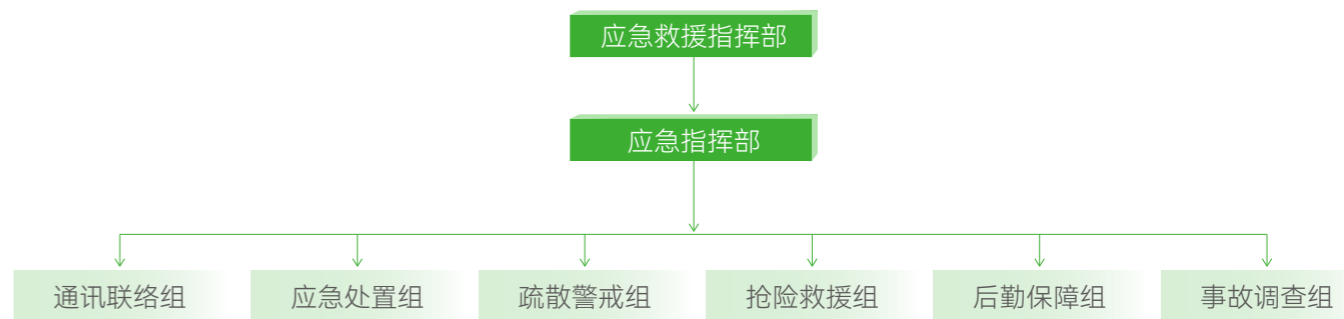 应急救援指挥部
应急指挥部
通讯联络组
应急处置组
疏散警戒组
抢险救援组
后勤保障组
事故调查组